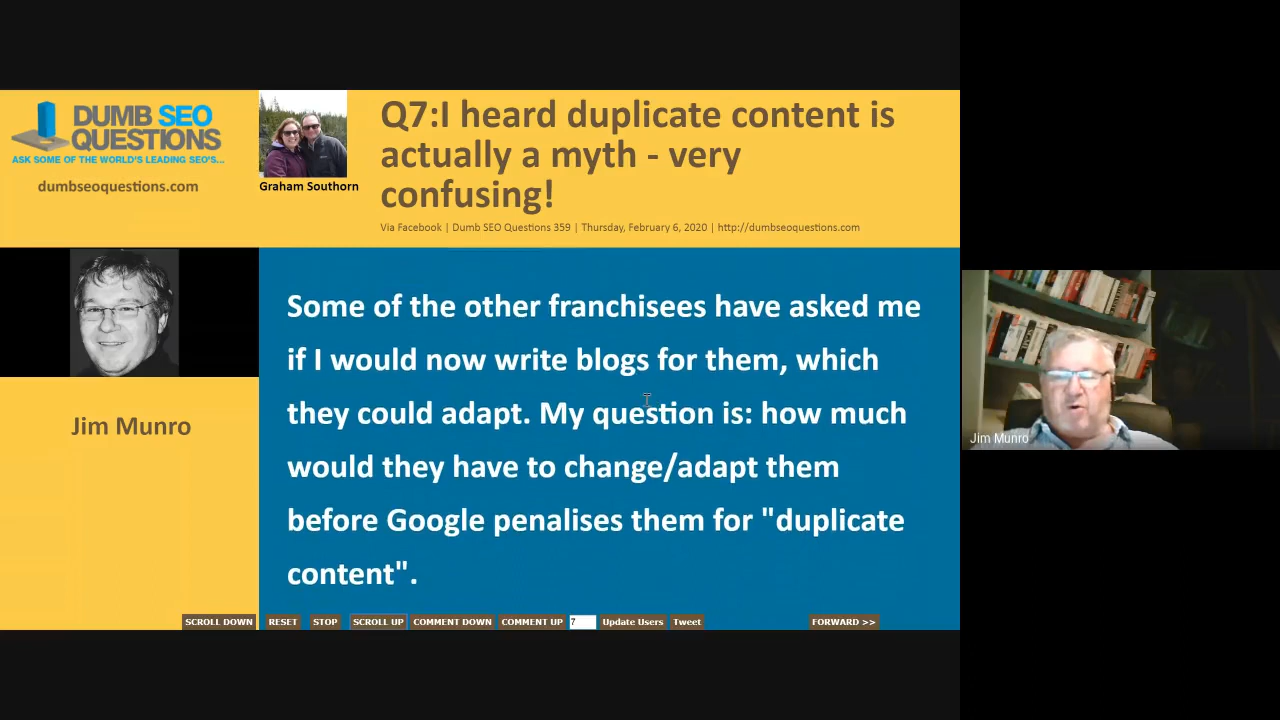 DUMB SEO
QUESTIONS
ASK SOME OF THE WORLD'S LEADING SEO'S...
dumbseoquestions.com
Graham Southorn
Q7:I heard duplicate content is
actually a myth - very
confusing!
Via Facebook | Dumb SEO Questions 359 | Thursday, February 6, 2020 | http://dumbseoquestions.com
Jim Munro
Some of the other franchisees have asked me
if I would now write blogs for them, which
they could adapt. My question is: how much
would they have to change/adapt them
before Google penalises them for "duplicate
content".
Jim Munro
SCROLL DOWN RESET STOP SCROLL UP COMMENT DOWN COMMENT UP 7 Update Users Tweet FORWARD >>